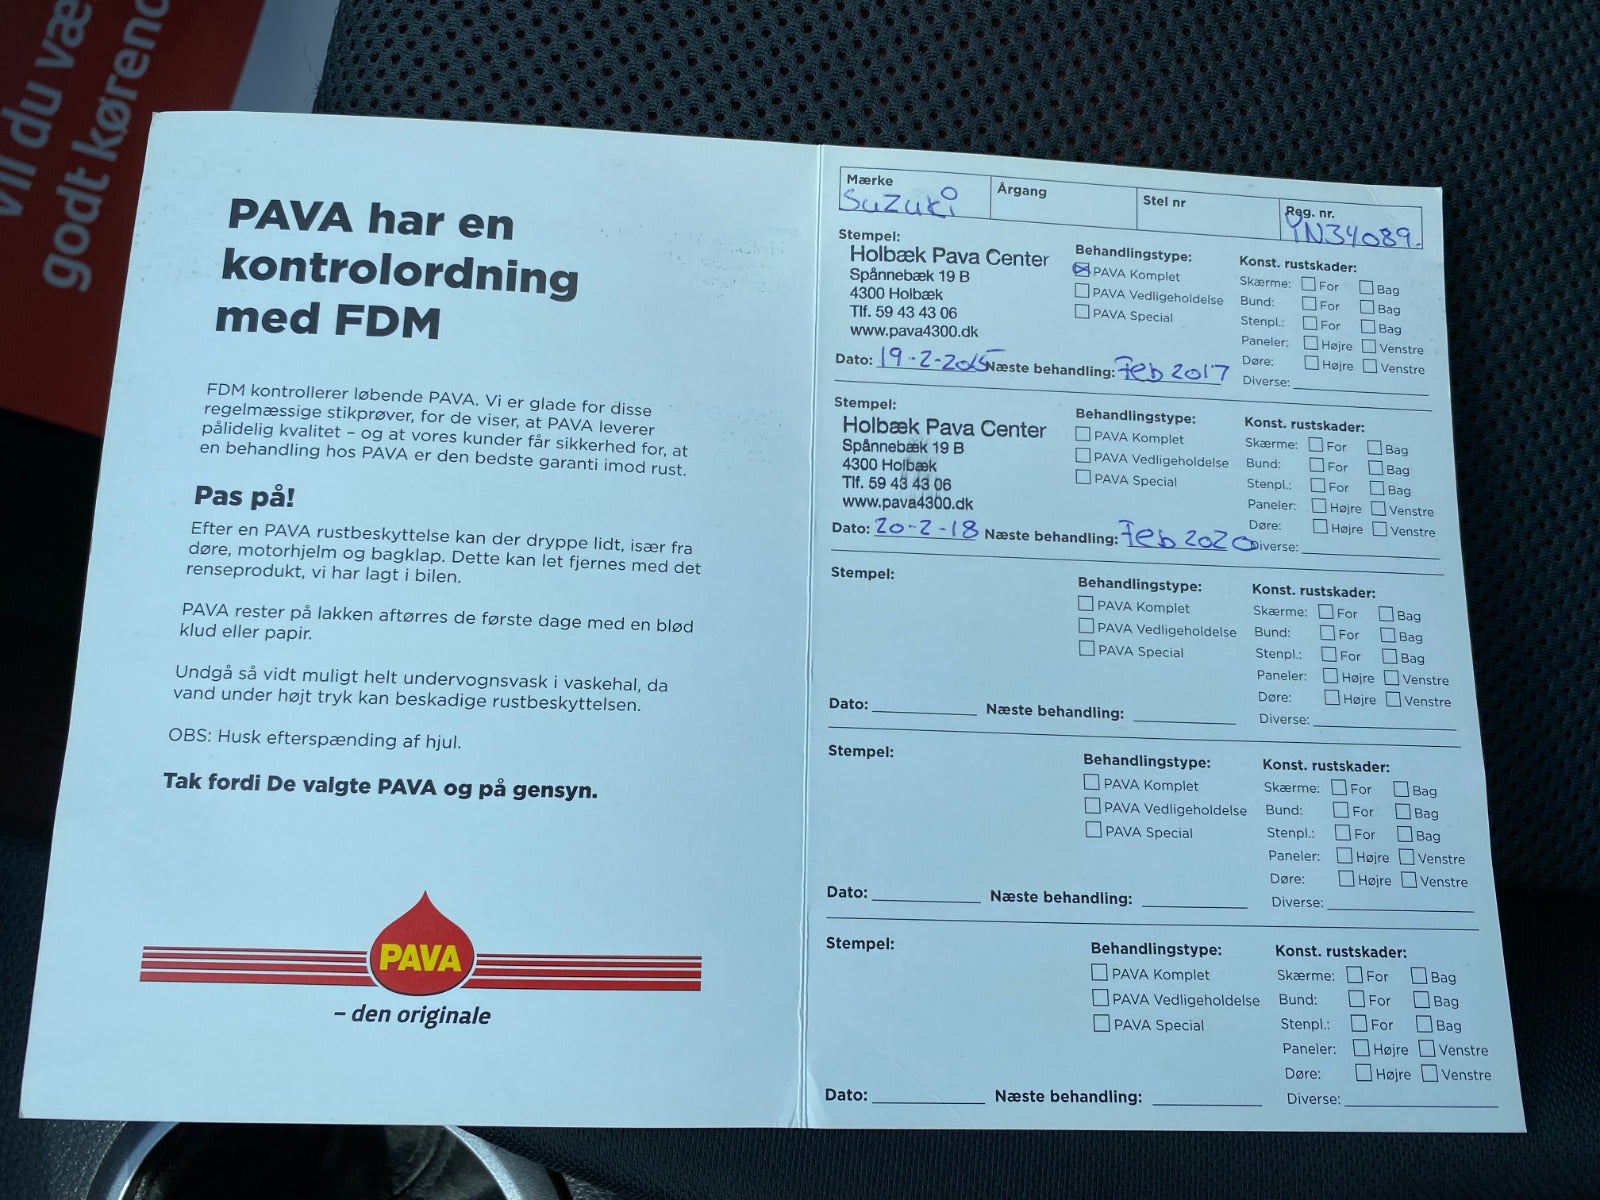 Vil du væ
godt kørend
PAVA har en
kontrolordning
med FDM
FDM kontrollerer løbende PAVA. Vi er glade for disse
regelmæssige stikprøver, for de viser, at PAVA leverer
pålidelig kvalitet – og at vores kunder får sikkerhed for, at
en behandling hos PAVA er den bedste garanti imod rust.
Pas på!
Efter en PAVA rustbeskyttelse kan der dryppe lidt, især fra
døre, motorhjelm og bagklap. Dette kan let fjernes med det
renseprodukt, vi har lagt i bilen.
PAVA rester på lakken aftørres de første dage med en blød
klud eller papir.
Undgå så vidt muligt helt undervognsvask i vaskehal, da
vand under højt tryk kan beskadige rustbeskyttelsen.
OBS: Husk efterspænding af hjul.
Tak fordi De valgte PAVA og på gensyn.
PAVA
– den originale
Mærke Årgang Stel nr Reg. nr.
Suzuki YN34089.
Stempel: Behandlingstype: Konst. rustskader:
Holbæk Pava Center PAVA Komplet Skærme: For Bag
Spånnebæk 19 B PAVA Vedligeholdelse Bund: For Bag
4300 Holbæk PAVA Special Stenpl.: For Bag
Tlf. 59 43 43 06 Paneler: Højre Venstre
www.pava4300.dk Døre: Højre Venstre
Dato: 19-2-2015 Næste behandling: Feb 2017 Diverse:
Stempel: Behandlingstype: Konst. rustskader:
Holbæk Pava Center PAVA Komplet Skærme: For Bag
Spånnebæk 19 B PAVA Vedligeholdelse Bund: For Bag
4300 Holbæk PAVA Special Stenpl.: For Bag
Tlf. 59 43 43 06 Paneler: Højre Venstre
www.pava4300.dk Døre: Højre Venstre
Dato: 20-2-18 Næste behandling: Feb 2020 Diverse:
Stempel: Behandlingstype: Konst. rustskader:
PAVA Komplet Skærme: For Bag
PAVA Vedligeholdelse Bund: For Bag
PAVA Special Stenpl.: For Bag
Paneler: Højre Venstre
Døre: Højre Venstre
Dato: Næste behandling: Diverse:
Stempel: Behandlingstype: Konst. rustskader:
PAVA Komplet Skærme: For Bag
PAVA Vedligeholdelse Bund: For Bag
PAVA Special Stenpl.: For Bag
Paneler: Højre Venstre
Døre: Højre Venstre
Dato: Næste behandling: Diverse:
Stempel: Behandlingstype: Konst. rustskader:
PAVA Komplet Skærme: For Bag
PAVA Vedligeholdelse Bund: For Bag
PAVA Special Stenpl.: For Bag
Paneler: Højre Venstre
Døre: Højre Venstre
Dato: Næste behandling: Diverse: